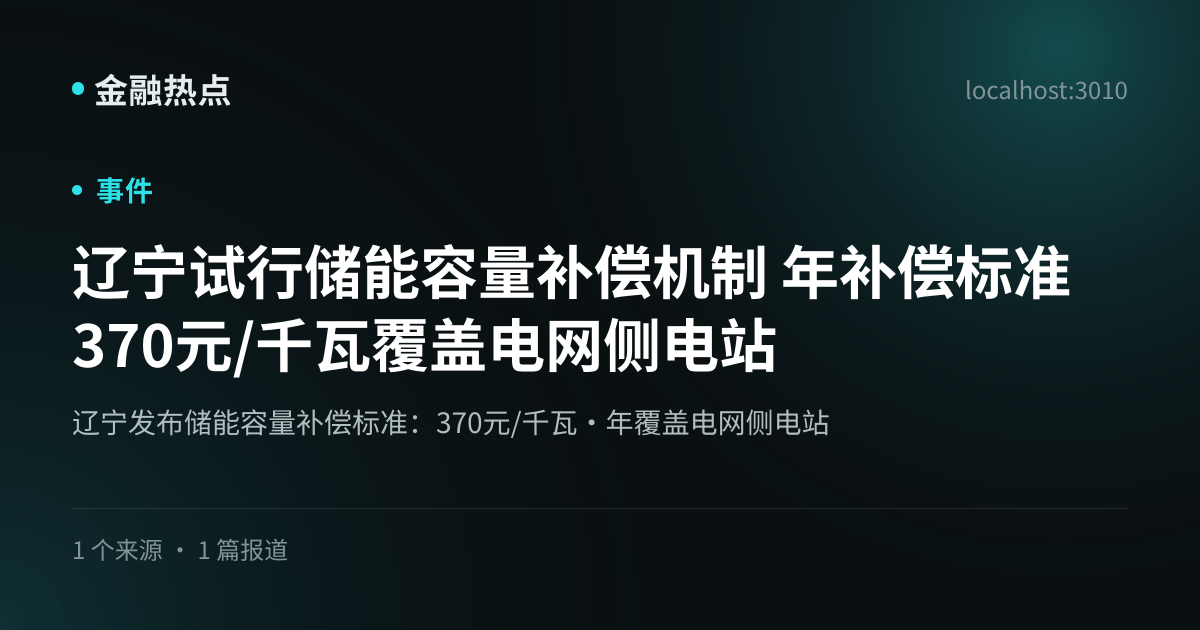 金融热点
localhost:3010
事件
辽宁试行储能容量补偿机制 年补偿标准
370元/千瓦覆盖电网侧电站
辽宁发布储能容量补偿标准：370元/千瓦・年覆盖电网侧电站
1 个来源 · 1 篇报道